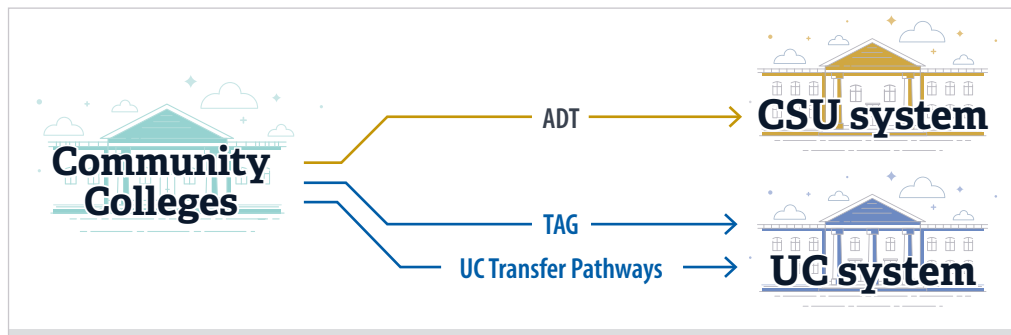 Community
Colleges
ADT
CSU system
TAG
UC Transfer Pathways
UC system